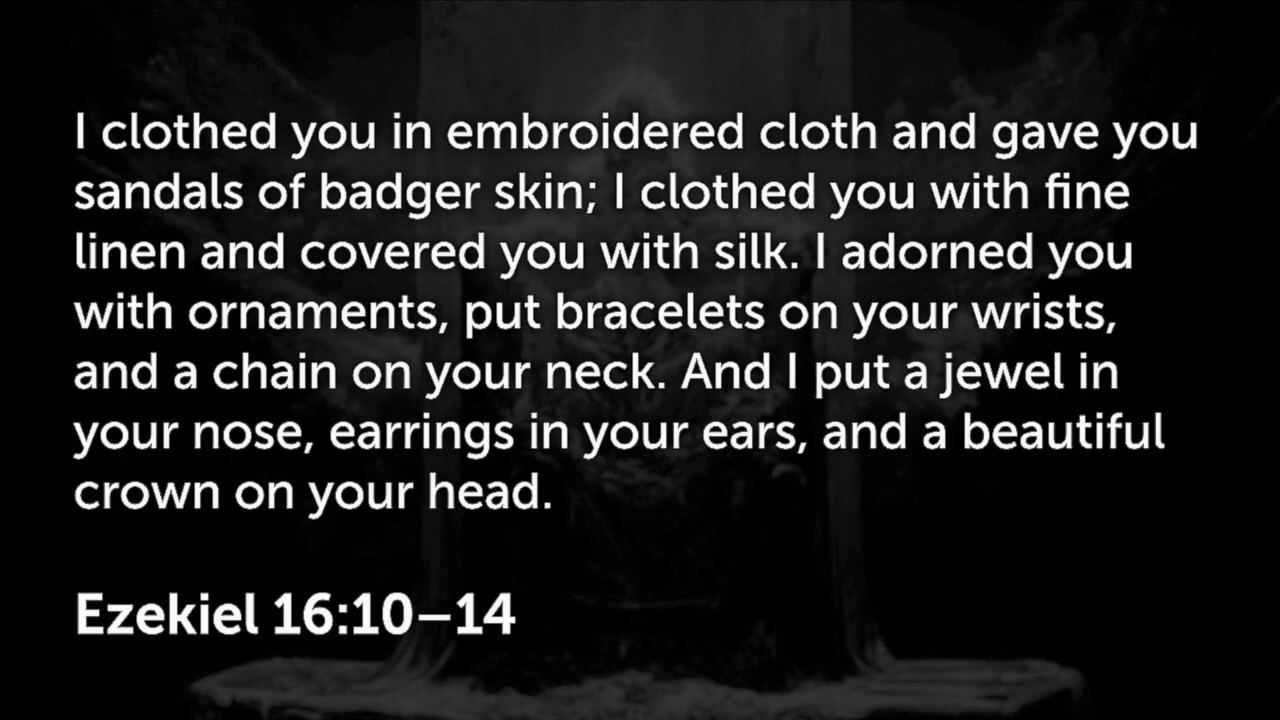 I clothed you in embroidered cloth and gave you
sandals of badger skin; I clothed you with fine
linen and covered you with silk. I adorned you
with ornaments, put bracelets on your wrists,
and a chain on your neck. And I put a jewel in
your nose, earrings in your ears, and a beautiful
crown on your head.
Ezekiel 16:10–14